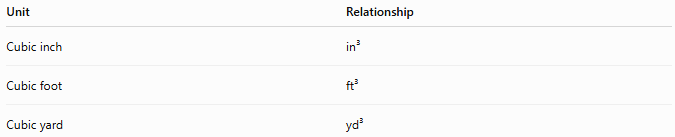 Unit Relationship
Cubic inch in³
Cubic foot ft³
Cubic yard yd³